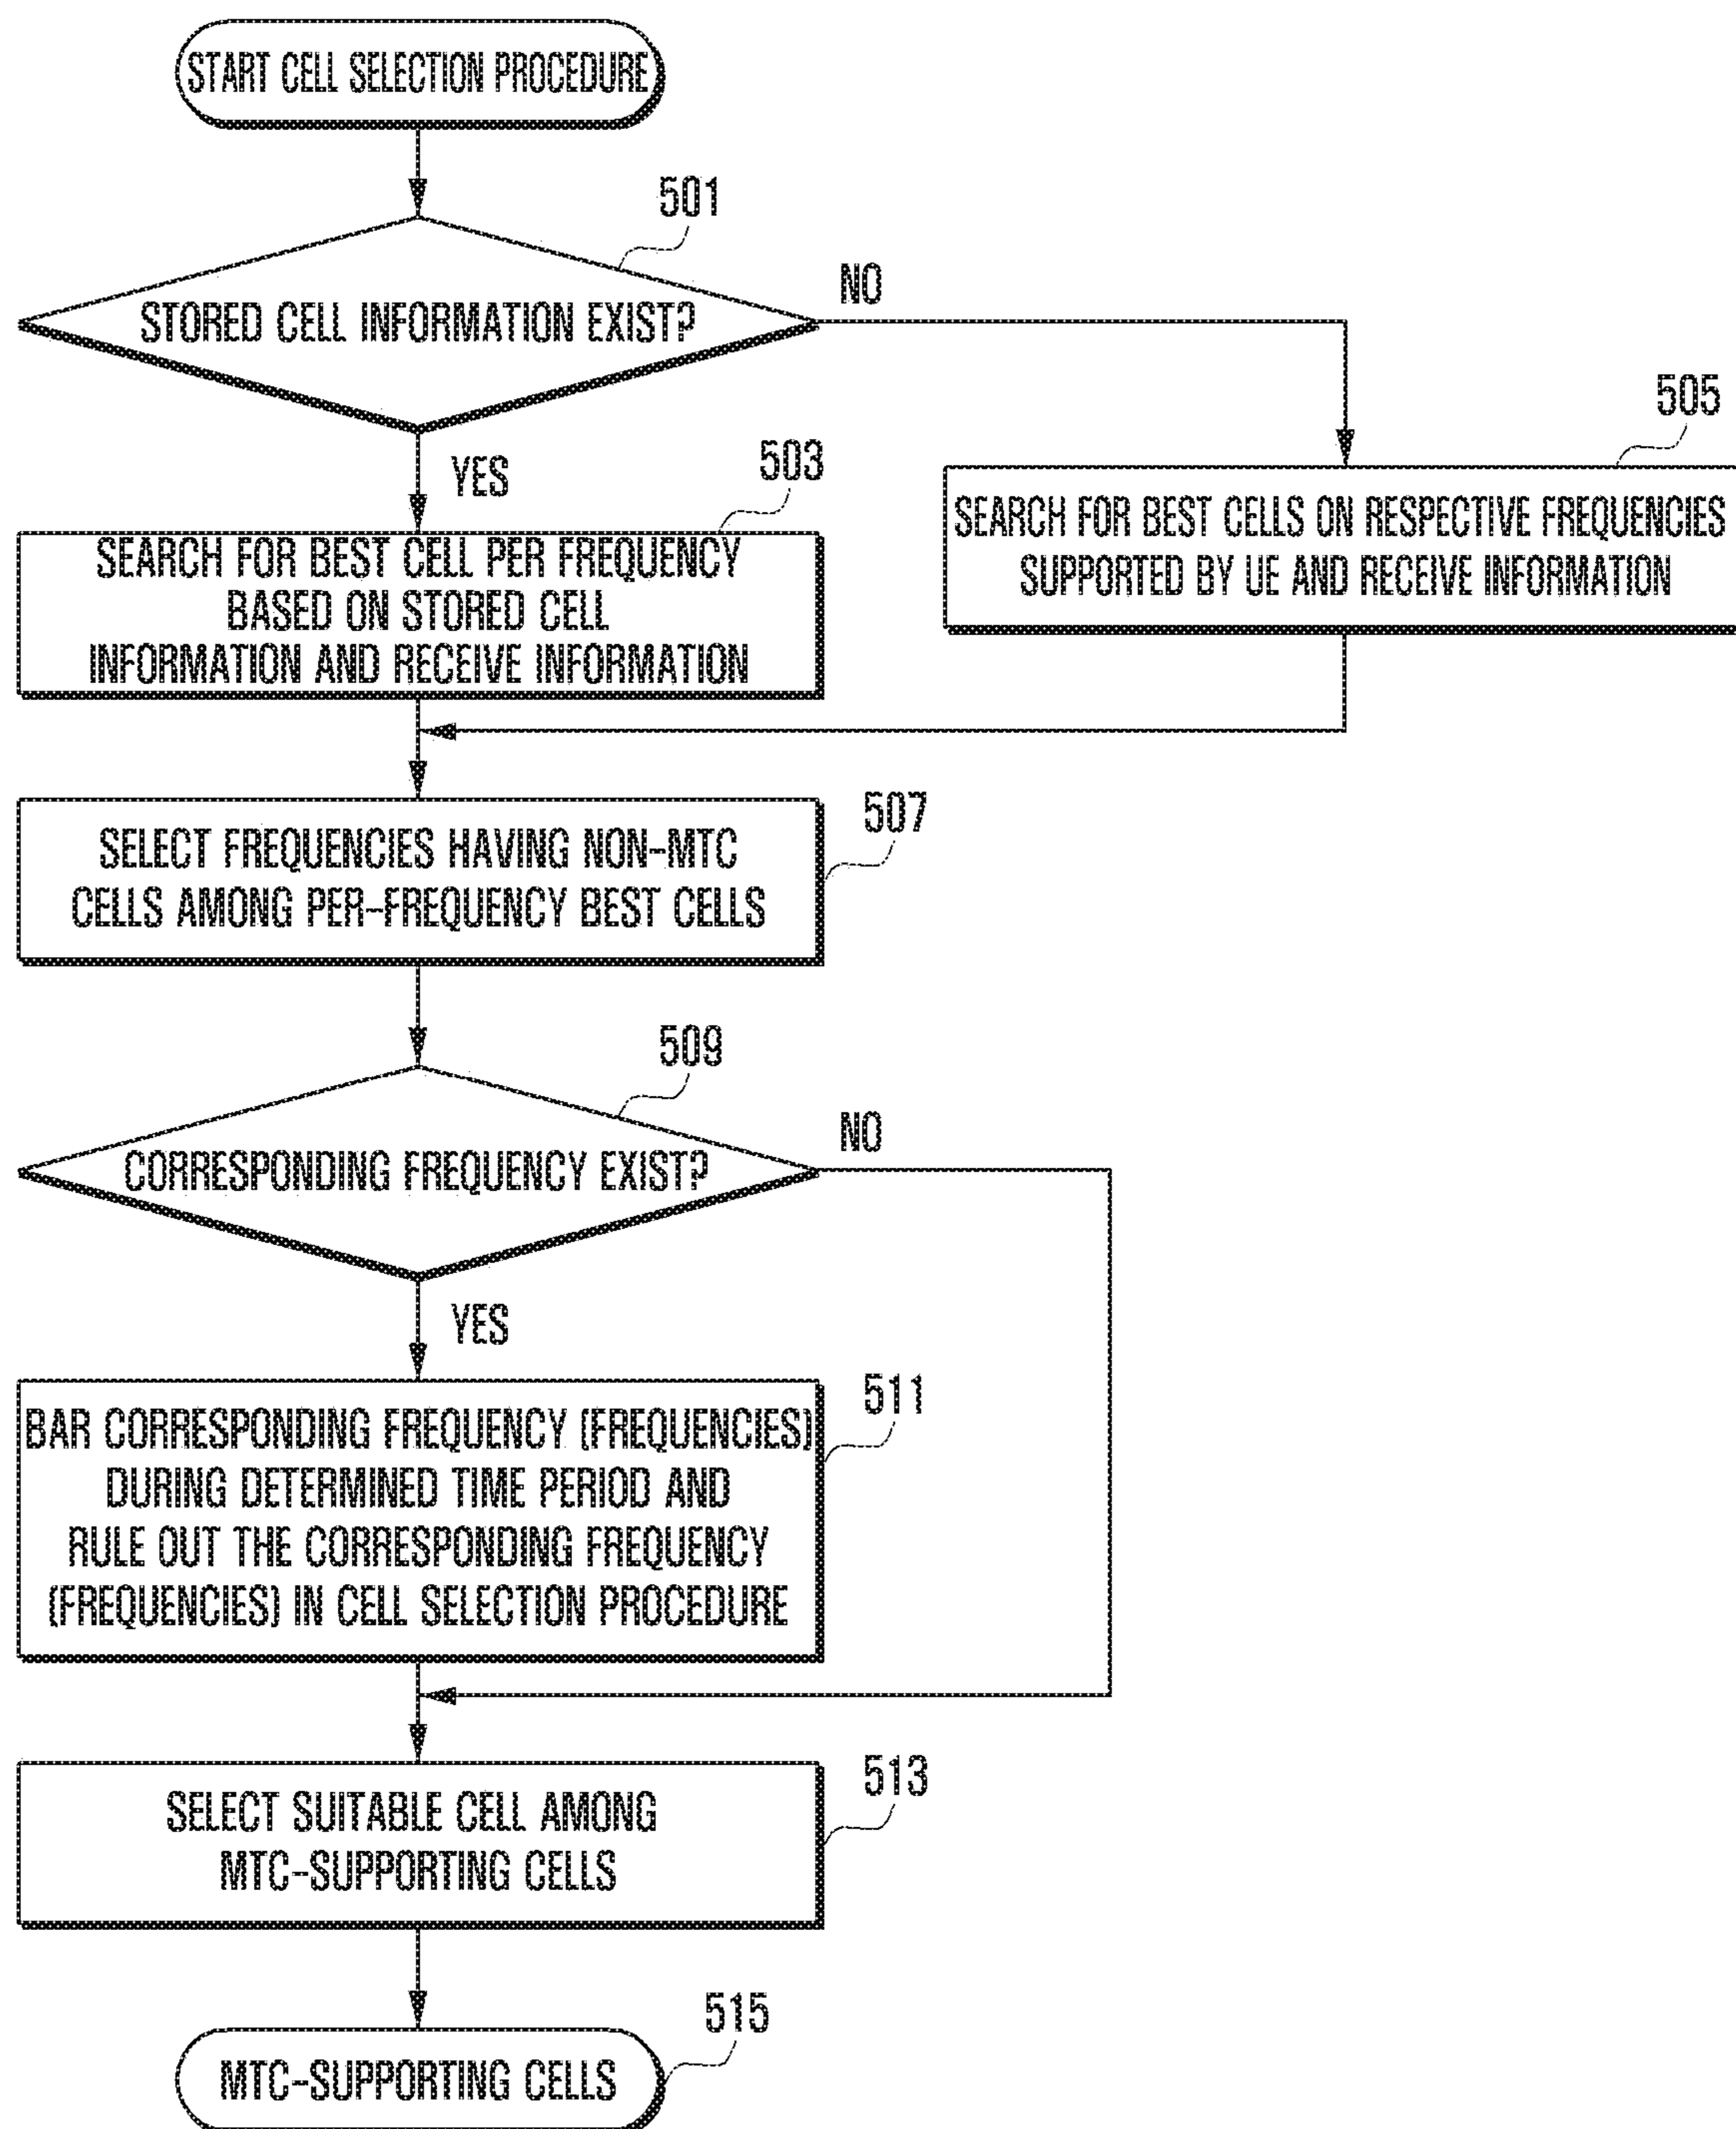 START CELL SELECTION PROCEDURE
501
STORED CELL INFORMATION EXIST?
NO
YES
503
SEARCH FOR BEST CELL PER FREQUENCY
BASED ON STORED CELL
INFORMATION AND RECEIVE INFORMATION
505
SEARCH FOR BEST CELLS ON RESPECTIVE FREQUENCIES
SUPPORTED BY UE AND RECEIVE INFORMATION
507
SELECT FREQUENCIES HAVING NON-MTC
CELLS AMONG PER-FREQUENCY BEST CELLS
509
CORRESPONDING FREQUENCY EXIST?
NO
YES
511
BAR CORRESPONDING FREQUENCY (FREQUENCIES)
DURING DETERMINED TIME PERIOD AND
RULE OUT THE CORRESPONDING FREQUENCY
(FREQUENCIES) IN CELL SELECTION PROCEDURE
513
SELECT SUITABLE CELL AMONG
MTC-SUPPORTING CELLS
515
MTC-SUPPORTING CELLS